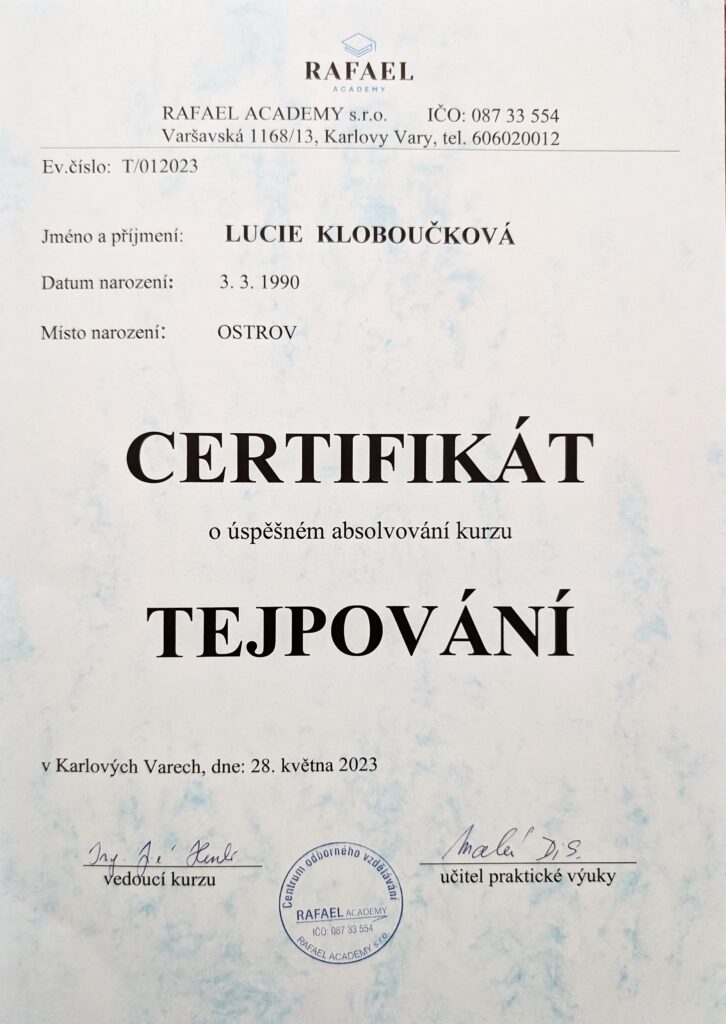 RAFAEL
ACADEMY
RAFAEL ACADEMY s.r.o. IČO: 087 33 554
Varšavská 1168/13, Karlovy Vary, tel. 606020012
Ev.číslo: T/012023
Jméno a příjmení: LUCIE KLOBOUČKOVÁ
Datum narození: 3. 3. 1990
Místo narození: OSTROV
CERTIFIKÁT
o úspěšném absolvování kurzu
TEJPOVÁNÍ
v Karlových Varech, dne: 28. května 2023
Ing. Jiří
vedoucí kurzu
DiS.
učitel praktické výuky
Centrum odborného vzdělávání
RAFAEL ACADEMY
IČO: 087 33 554
RAFAEL ACADEMY s.r.o.